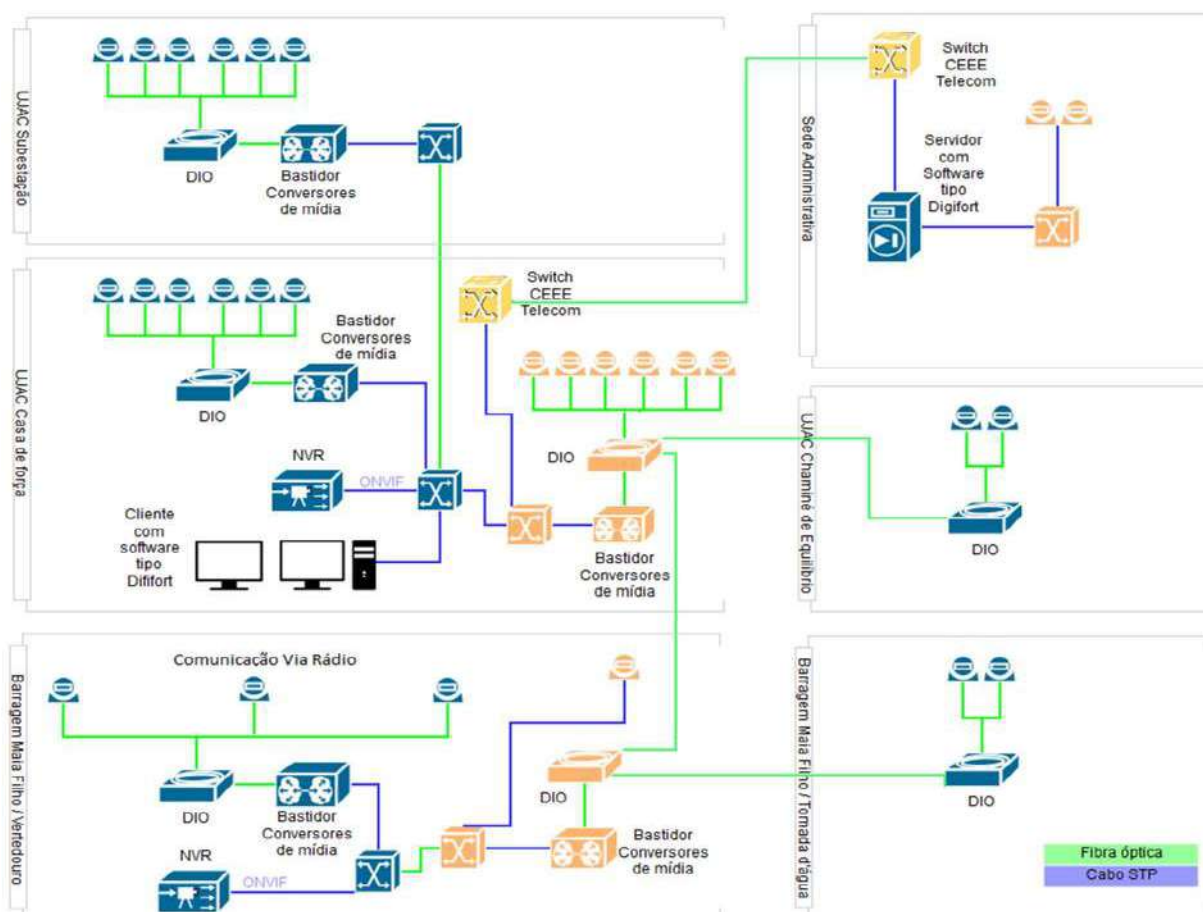 UJAC Subestação
DIO
Bastidor
Conversores
de mídia
Sede Administrativa
Switch
CEEE
Telecom
Servidor
com
Software
tipo
Digifort
UJAC Casa de força
Bastidor
Conversores
de mídia
DIO
NVR
ONVIF
Cliente
com
software
tipo
Dififort
Switch
CEEE
Telecom
DIO
Bastidor
Conversores
de mídia
UJAC Chaminé de Equilíbrio
DIO
Barragem Maia Filho / Vertedouro
Comunicação Via Rádio
DIO
Bastidor
Conversores
de mídia
NVR
ONVIF
DIO
Bastidor
Conversores
de mídia
Barragem Maia Filho / Tomada d'água
DIO
Fibra óptica
Cabo STP